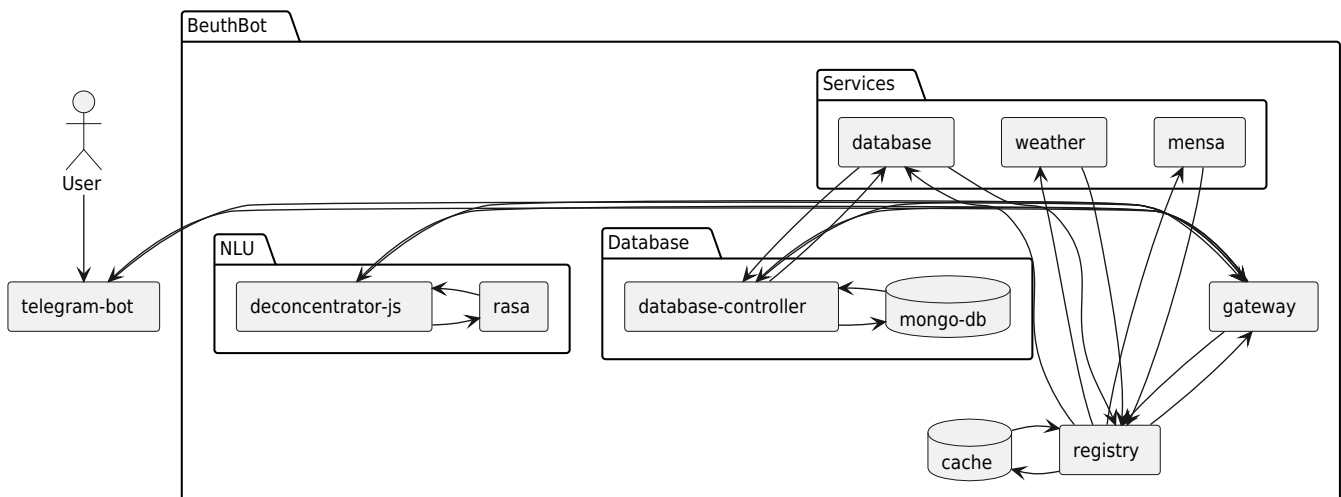 BeuthBot
Services
database
weather
mensa
User
NLU
Database
telegram-bot
deconcentrator-js
rasa
database-controller
mongo-db
gateway
cache
registry